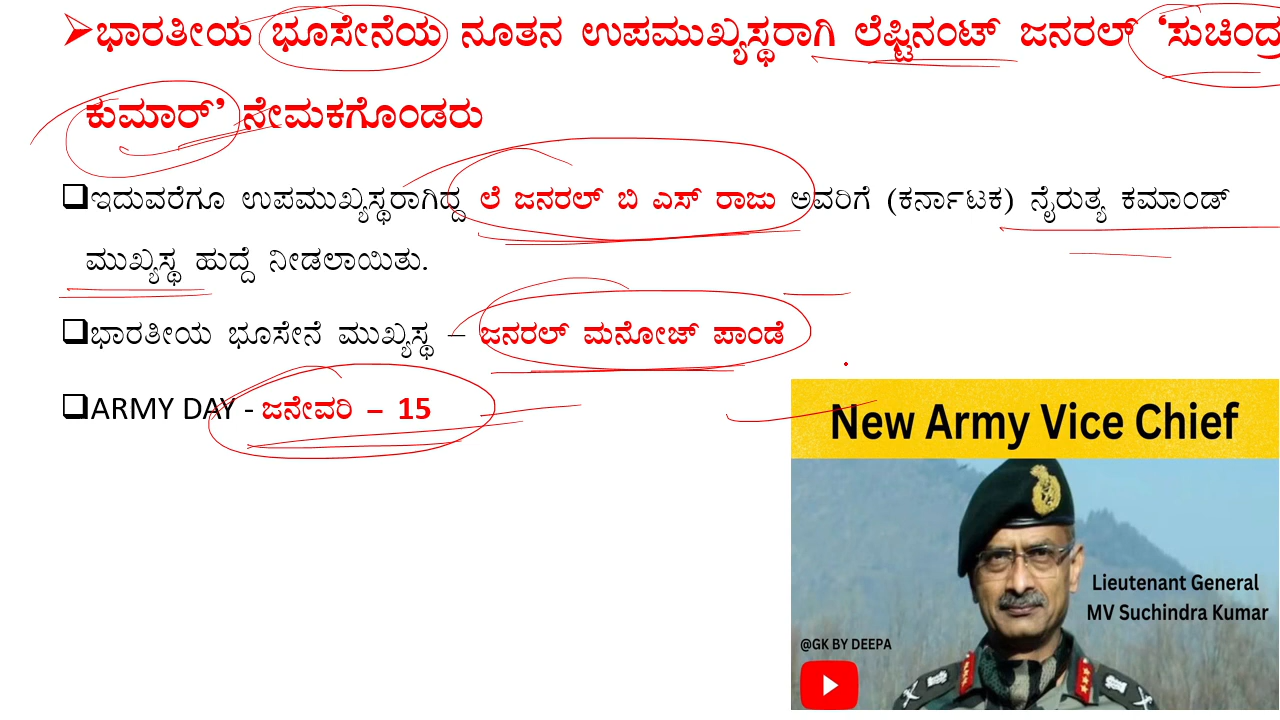 ಭಾರತೀಯ ಭೂಸೇನೆಯ ನೂತನ ಉಪಮುಖ್ಯಸ್ಥರಾಗಿ ಲೆಫ್ಟಿನಂಟ್ ಜನರಲ್ ‘ಸುಚಿಂದ್ರ
ಕುಮಾರ್’ ನೇಮಕಗೊಂಡರು
ಇದುವರೆಗೂ ಉಪಮುಖ್ಯಸ್ಥರಾಗಿದ್ದ ಲೆ ಜನರಲ್ ಬಿ ಎಸ್ ರಾಜು ಅವರಿಗೆ (ಕರ್ನಾಟಕ) ನೈರುತ್ಯ ಕಮಾಂಡ್
ಮುಖ್ಯಸ್ಥ ಹುದ್ದೆ ನೀಡಲಾಯಿತು.
ಭಾರತೀಯ ಭೂಸೇನೆ ಮುಖ್ಯಸ್ಥ – ಜನರಲ್ ಮನೋಜ್ ಪಾಂಡೆ
ARMY DAY - ಜನೇವರಿ – 15
New Army Vice Chief
Lieutenant General
MV Suchindra Kumar
@GK BY DEEPA